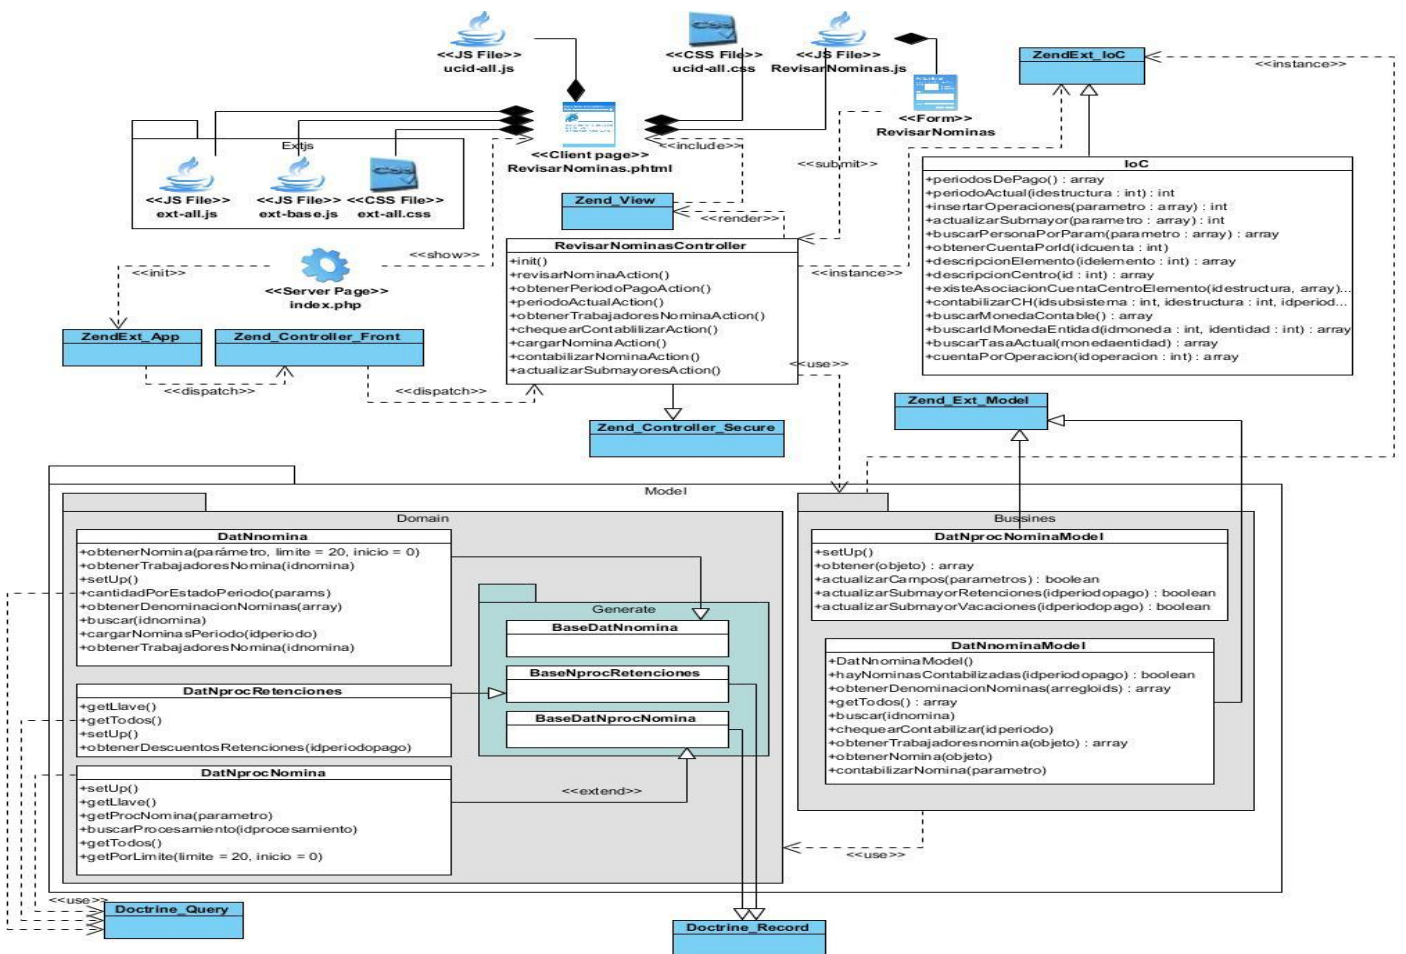 <<JS File>>
ucid-all.js
<<CSS File>>
ucid-all.css
<<JS File>>
RevisarNominas.js
<<Form>>
RevisarNominas
ZendExt_IoC
<<instance>>
Extjs
<<JS File>>
ext-all.js
<<JS File>>
ext-base.js
<<CSS File>>
ext-all.css
<<Client page>>
RevisarNominas.phtml
<<include>>
<<submit>>
Zend_View
<<render>>
<<show>>
<<init>>
<<Server Page>>
index.php
ZendExt_App
Zend_Controller_Front
<<dispatch>>
<<dispatch>>
RevisarNominasController
+init()
+revisarNominaAction()
+obtenerPeriodoPagoAction()
+periodoActualAction()
+obtenerTrabajadoresNominaAction()
+chequearContablilizarAction()
+cargarNominaAction()
+contabilizarNominaAction()
+actualizarSubmayoresAction()
<<instance>>
<<use>>
Zend_Controller_Secure
IoC
+periodosDePago() : array
+periodoActual(idestructura : int) : int
+insertarOperaciones(parametro : array) : int
+actualizarSubmayor(parametro : array) : int
+buscarPersonaPorParam(parametro : array) : array
+obtenerCuentaPorId(idcuenta : int)
+descripcionElemento(idelemento : int) : array
+descripcionCentro(id : int) : array
+existeAsociacionCuentaCentroElemento(idestructura, array)...
+contabilizarCH(idsubsistema : int, idestructura : int, idperiod...
+buscarMonedaContable() : array
+buscarIdMonedaEntidad(idmoneda : int, identidad : int) : array
+buscarTasaActual(monedaentidad) : array
+cuentaPorOperacion(idoperacion : int) : array
Zend_Ext_Model
Model
Domain
DatNnomina
+obtenerNomina(parámetro, limite = 20, inicio = 0)
+obtenerTrabajadoresNomina(idnomina)
+setUp()
+cantidadPorEstadoPeriodo(params)
+obtenerDenominacionNominas(array)
+buscar(idnomina)
+cargarNominasPeriodo(idperiodo)
+obtenerTrabajadoresNomina(idnomina)
DatNprocRetenciones
+getLlave()
+getTodos()
+setUp()
+obtenerDescuentosRetenciones(idperiodopago)
DatNprocNomina
+setUp()
+getLlave()
+getProcNomina(parametro)
+buscarProcesamiento(idprocesamiento)
+getTodos()
+getPorLimite(limite = 20, inicio = 0)
Generate
BaseDatNnomina
BaseNprocRetenciones
BaseDatNprocNomina
<<extend>>
Bussines
DatNprocNominaModel
+setUp()
+obtener(objeto) : array
+actualizarCampos(parametros) : boolean
+actualizarSubmayorRetenciones(idperiodopago) : boolean
+actualizarSubmayorVacaciones(idperiodopago) : boolean
DatNnominaModel
+DatNnominaModel()
+hayNominasContabilizadas(idperiodopago) : boolean
+obtenerDenominacionNominas(arregloids) : array
+getTodos() : array
+buscar(idnomina)
+chequearContabilizar(idperiodo)
+obtenerTrabajadoresnomina(objeto) : array
+obtenerNomina(objeto)
+contabilizarNomina(parametro)
<<use>>
<<use>>
Doctrine_Query
Doctrine_Record